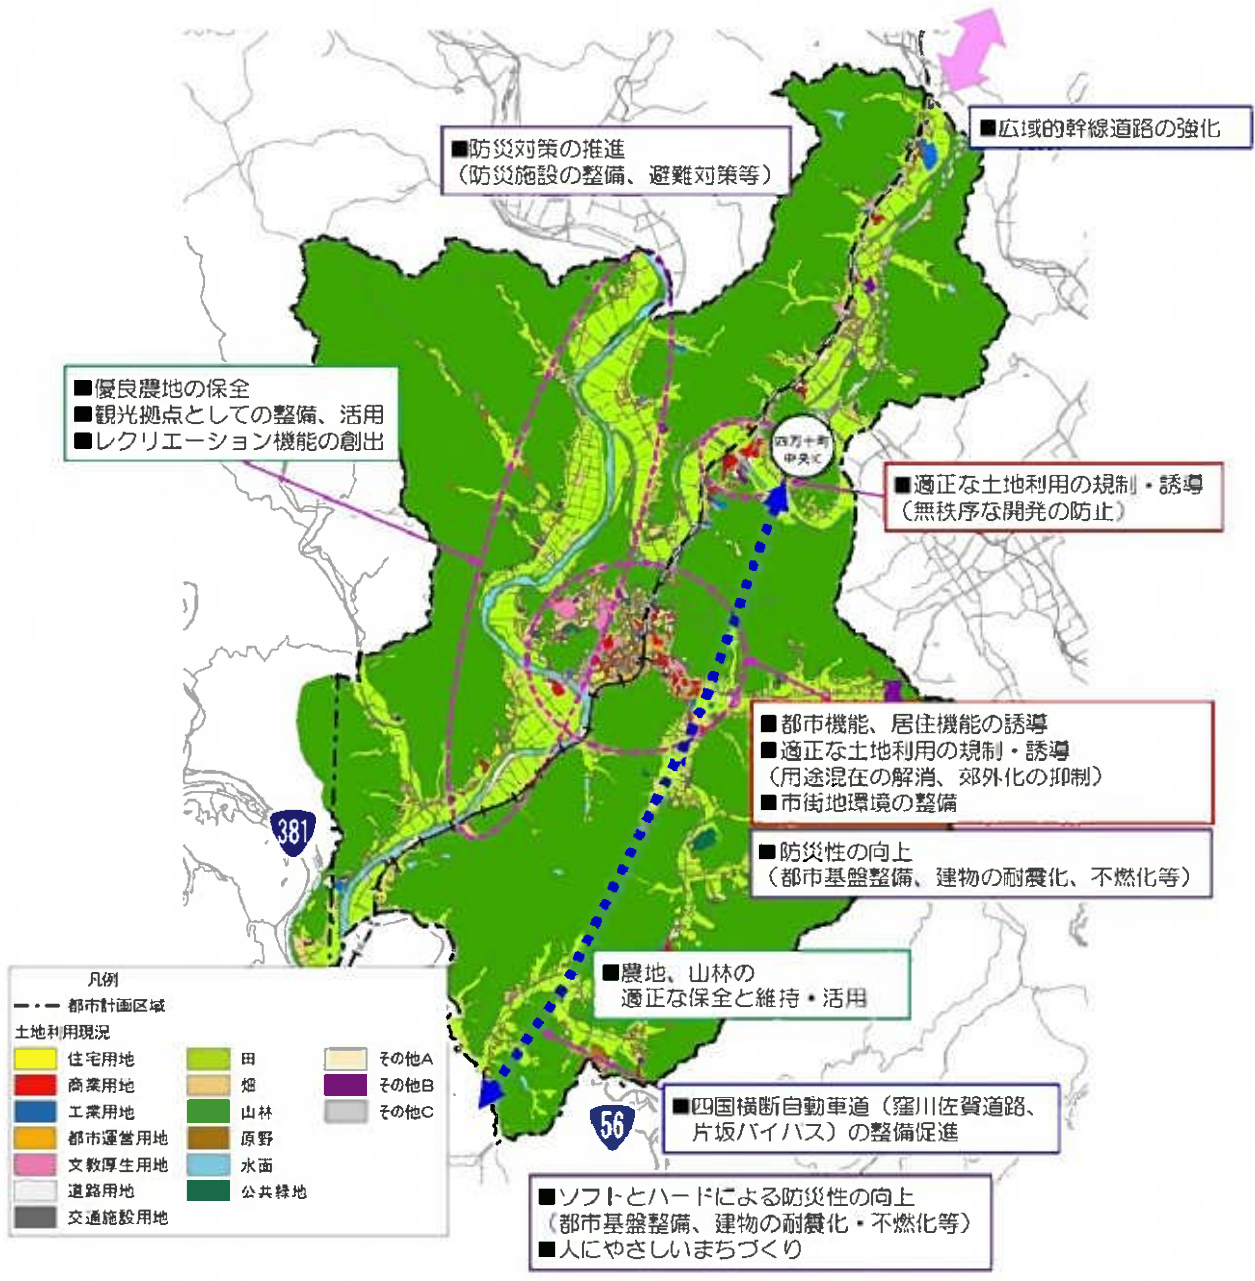 ■広域的幹線道路の強化
■防災対策の推進
（防災施設の整備、避難対策等）
■優良農地の保全
■観光拠点としての整備、活用
■レクリエーション機能の創出
四万十町
中央IC
■適正な土地利用の規制・誘導
（無秩序な開発の防止）
■都市機能、居住機能の誘導
■適正な土地利用の規制・誘導
（用途混在の解消、郊外化の抑制）
■市街地環境の整備
381
■防災性の向上
（都市基盤整備、建物の耐震化、不燃化等）
■農地、山林の
適正な保全と維持・活用
凡例
都市計画区域
土地利用現況
住宅用地
商業用地
工業用地
都市運営用地
文教厚生用地
道路用地
交通施設用地
田
畑
山林
原野
水面
公共緑地
その他A
その他B
その他C
56
■四国横断自動車道（窪川佐賀道路、
片坂バイパス）の整備促進
■ソフトとハードによる防災性の向上
（都市基盤整備、建物の耐震化・不燃化等）
■人にやさしいまちづくり